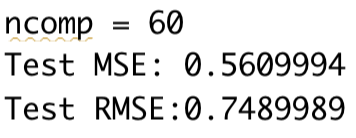 ncomp = 60
Test MSE: 0.5609994
Test RMSE:0.7489989